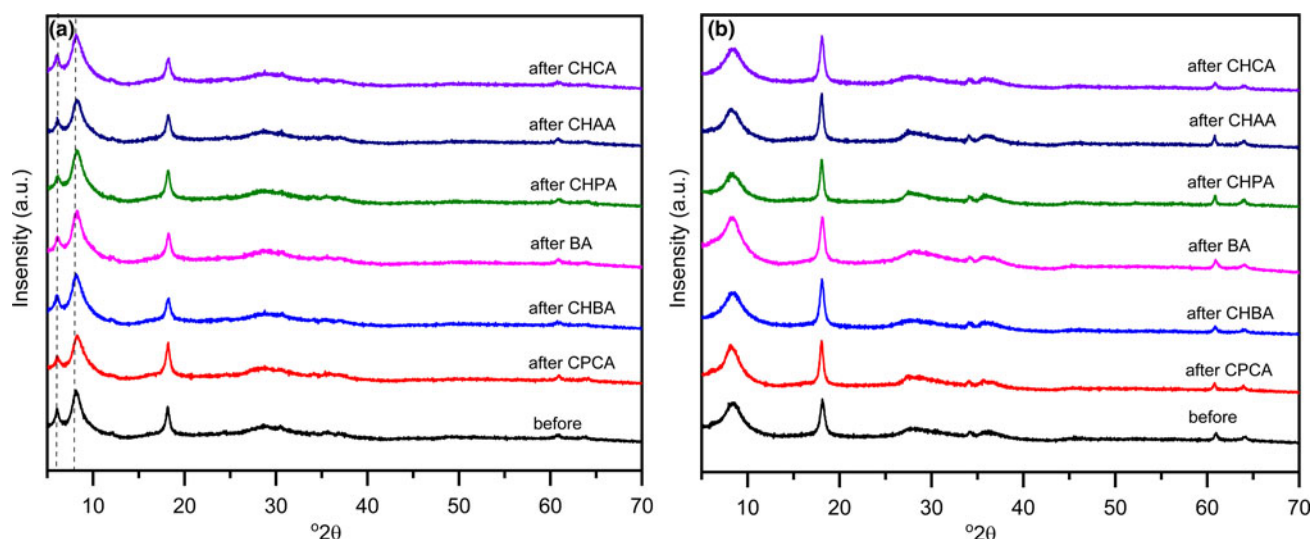 (a)
after CHCA
after CHAA
after CHPA
after BA
after CHBA
after CPCA
before
Insensity (a.u.)
10 20 30 40 50 60 70
°2θ
(b)
after CHCA
after CHAA
after CHPA
after BA
after CHBA
after CPCA
before
Insensity (a.u.)
10 20 30 40 50 60 70
°2θ